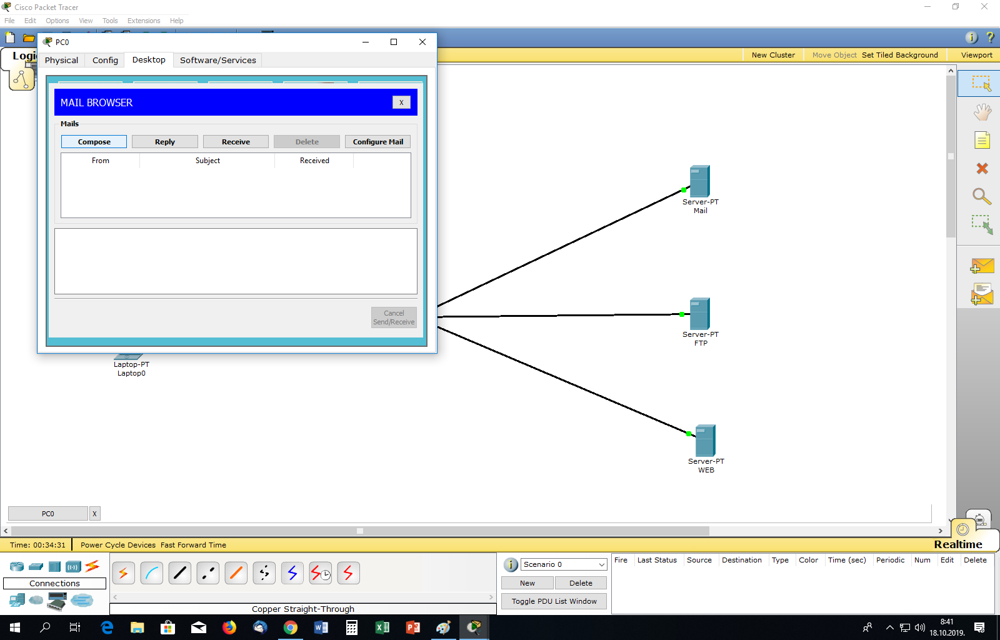 Cisco Packet Tracer
File Edit Options View Tools Extensions Help
PC0
New Cluster Move Object Set Tiled Background Viewport
Physical Config Desktop Software/Services
MAIL BROWSER
X
Mails
Compose Reply Receive Delete Configure Mail
From Subject Received
Cancel
Send/Receive
Server-PT
Mail
Server-PT
FTP
Laptop-PT
Laptop0
Server-PT
WEB
PC0 X
Time: 00:34:31 Power Cycle Devices Fast Forward Time
Realtime
Connections
Copper Straight-Through
Scenario 0
New Delete
Toggle PDU List Window
Fire Last Status Source Destination Type Color Time (sec) Periodic Num Edit Delete
8:41
18.10.2019.